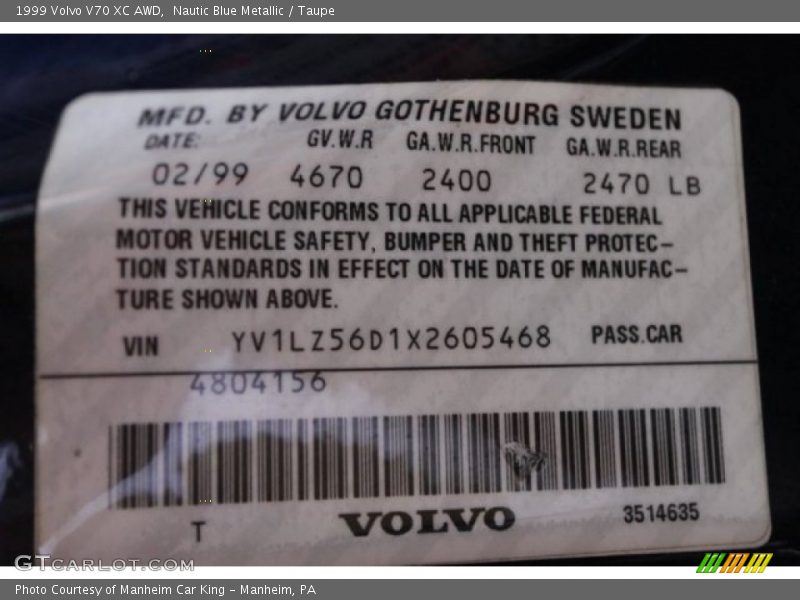 1999 Volvo V70 XC AWD,  Nautic Blue Metallic / Taupe
MFD. BY VOLVO GOTHENBURG SWEDEN
DATE: GV.W.R GA.W.R.FRONT GA.W.R.REAR
02/99 4670 2400 2470 LB
THIS VEHICLE CONFORMS TO ALL APPLICABLE FEDERAL
MOTOR VEHICLE SAFETY, BUMPER AND THEFT PROTEC-
TION STANDARDS IN EFFECT ON THE DATE OF MANUFAC-
TURE SHOWN ABOVE.
VIN YV1LZ56D1X2605468 PASS.CAR
4804156
T VOLVO 3514635
GTCARLOT.COM
Photo Courtesy of Manheim Car King - Manheim, PA